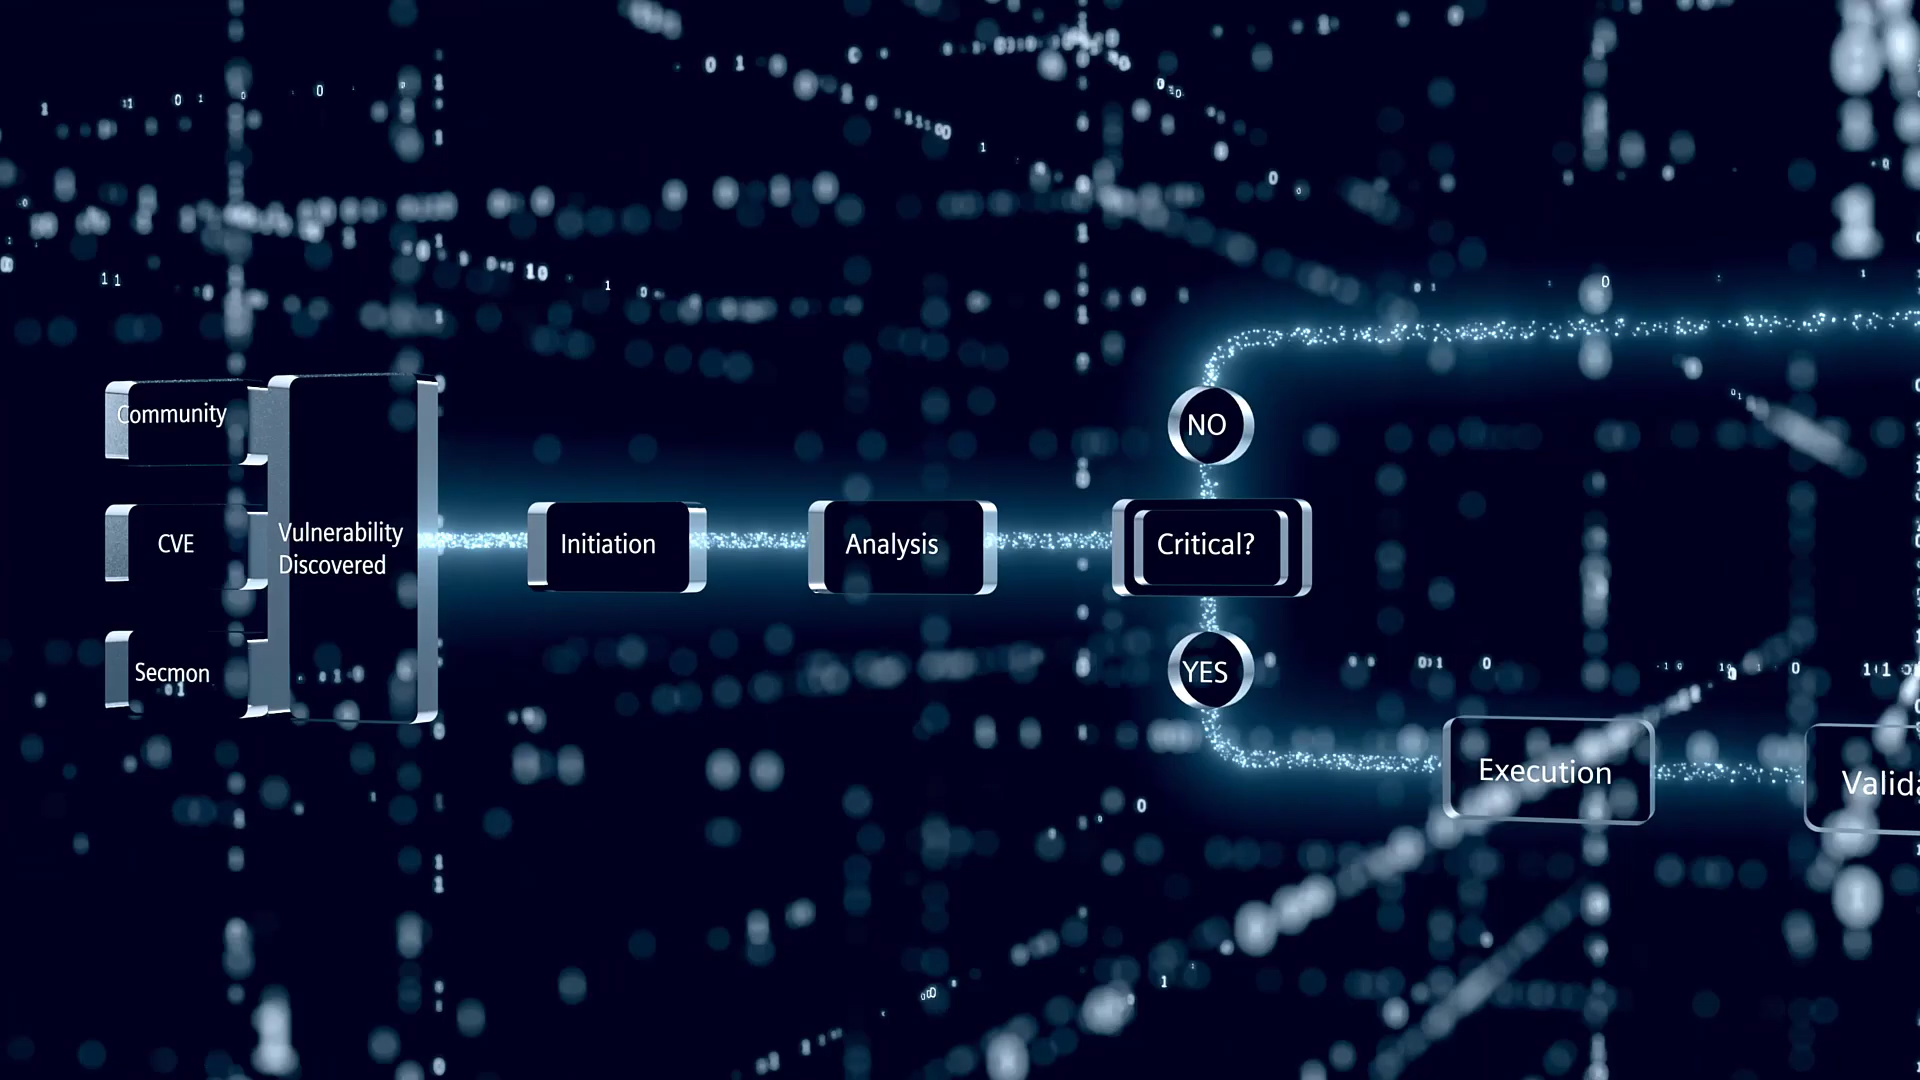 Community
CVE
Secmon
Vulnerability
Discovered
Initiation
Analysis
Critical?
NO
YES
Execution